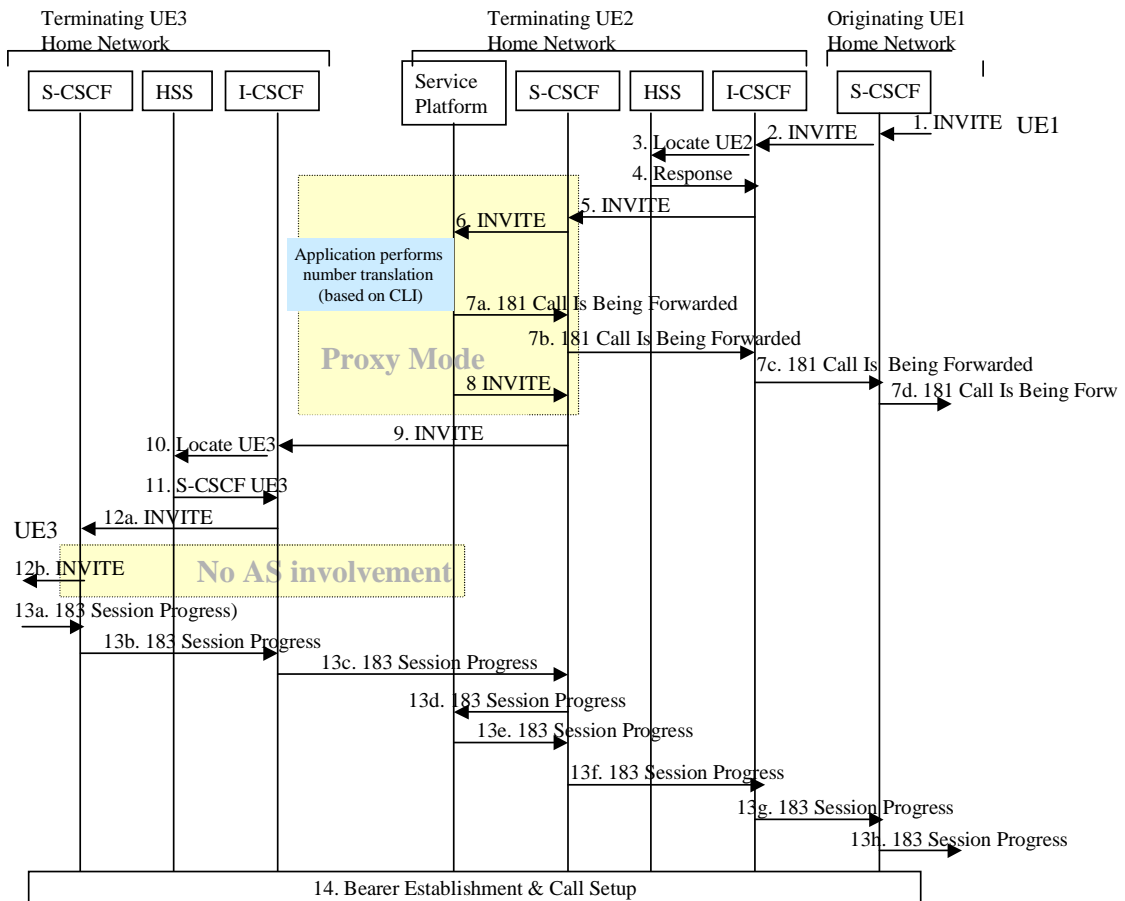 Terminating UE3
Home Network
Terminating UE2
Home Network
Originating UE1
Home Network
S-CSCF
HSS
I-CSCF
Service
Platform
S-CSCF
HSS
I-CSCF
S-CSCF
1. INVITE
UE1
2. INVITE
3. Locate UE2
4. Response
5. INVITE
6. INVITE
Application performs
number translation
(based on CLI)
7a. 181 Call Is Being Forwarded
7b. 181 Call Is Being Forwarded
Proxy Mode
7c. 181 Call Is Being Forwarded
8 INVITE
7d. 181 Call Is Being Forw
9. INVITE
10. Locate UE3
11. S-CSCF UE3
12a. INVITE
UE3
12b. INVITE
No AS involvement
13a. 183 Session Progress)
13b. 183 Session Progress
13c. 183 Session Progress
13d. 183 Session Progress
13e. 183 Session Progress
13f. 183 Session Progress
13g. 183 Session Progress
13h. 183 Session Progress
14. Bearer Establishment & Call Setup